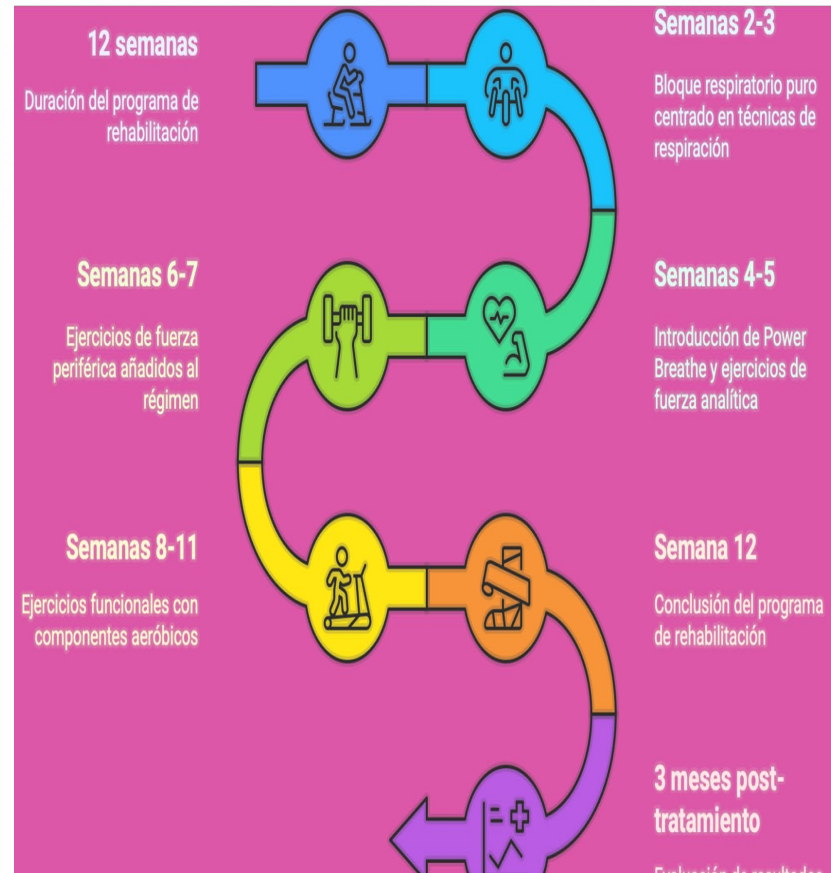 12 semanas
Duración del programa de
rehabilitación
Semanas 2-3
Bloque respiratorio puro
centrado en técnicas de
respiración
Semanas 4-5
Introducción de Power
Breathe y ejercicios de
fuerza analítica
Semanas 6-7
Ejercicios de fuerza
periférica añadidos al
régimen
Semanas 8-11
Ejercicios funcionales con
componentes aeróbicos
Semana 12
Conclusión del programa
de rehabilitación
3 meses post-
tratamiento
Evaluación de resultados